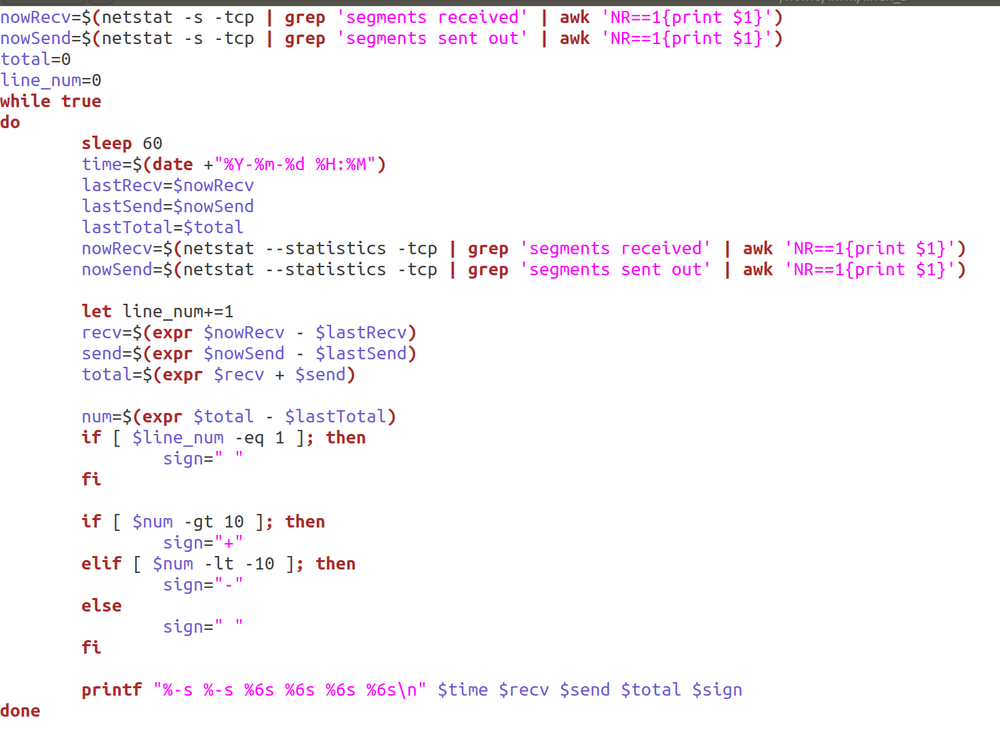 nowRecv=$(netstat -s -tcp | grep 'segments received' | awk 'NR==1{print $1}')
nowSend=$(netstat -s -tcp | grep 'segments sent out' | awk 'NR==1{print $1}')
total=0
line_num=0
while true
do
        sleep 60
        time=$(date +"%Y-%m-%d %H:%M")
        lastRecv=$nowRecv
        lastSend=$nowSend
        lastTotal=$total
        nowRecv=$(netstat --statistics -tcp | grep 'segments received' | awk 'NR==1{print $1}')
        nowSend=$(netstat --statistics -tcp | grep 'segments sent out' | awk 'NR==1{print $1}')

        let line_num+=1
        recv=$(expr $nowRecv - $lastRecv)
        send=$(expr $nowSend - $lastSend)
        total=$(expr $recv + $send)

        num=$(expr $total - $lastTotal)
        if [ $line_num -eq 1 ]; then
                sign=" "
        fi

        if [ $num -gt 10 ]; then
                sign="+"
        elif [ $num -lt -10 ]; then
                sign="-"
        else
                sign=" "
        fi

        printf "%-s %-s %6s %6s %6s %6s\n" $time $recv $send $total $sign
done